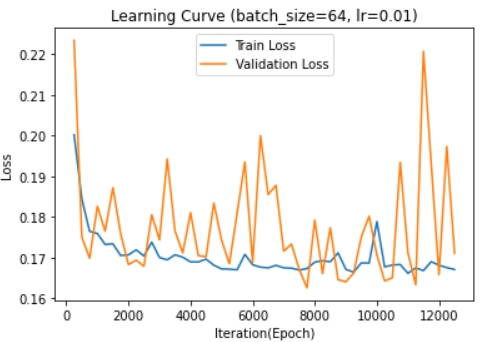 Learning Curve (batch_size=64, lr=0.01)
Train Loss
Validation Loss
0.22
0.21
0.20
0.19
0.18
0.17
0.16
Loss
0
2000
4000
6000
8000
10000
12000
Iteration(Epoch)